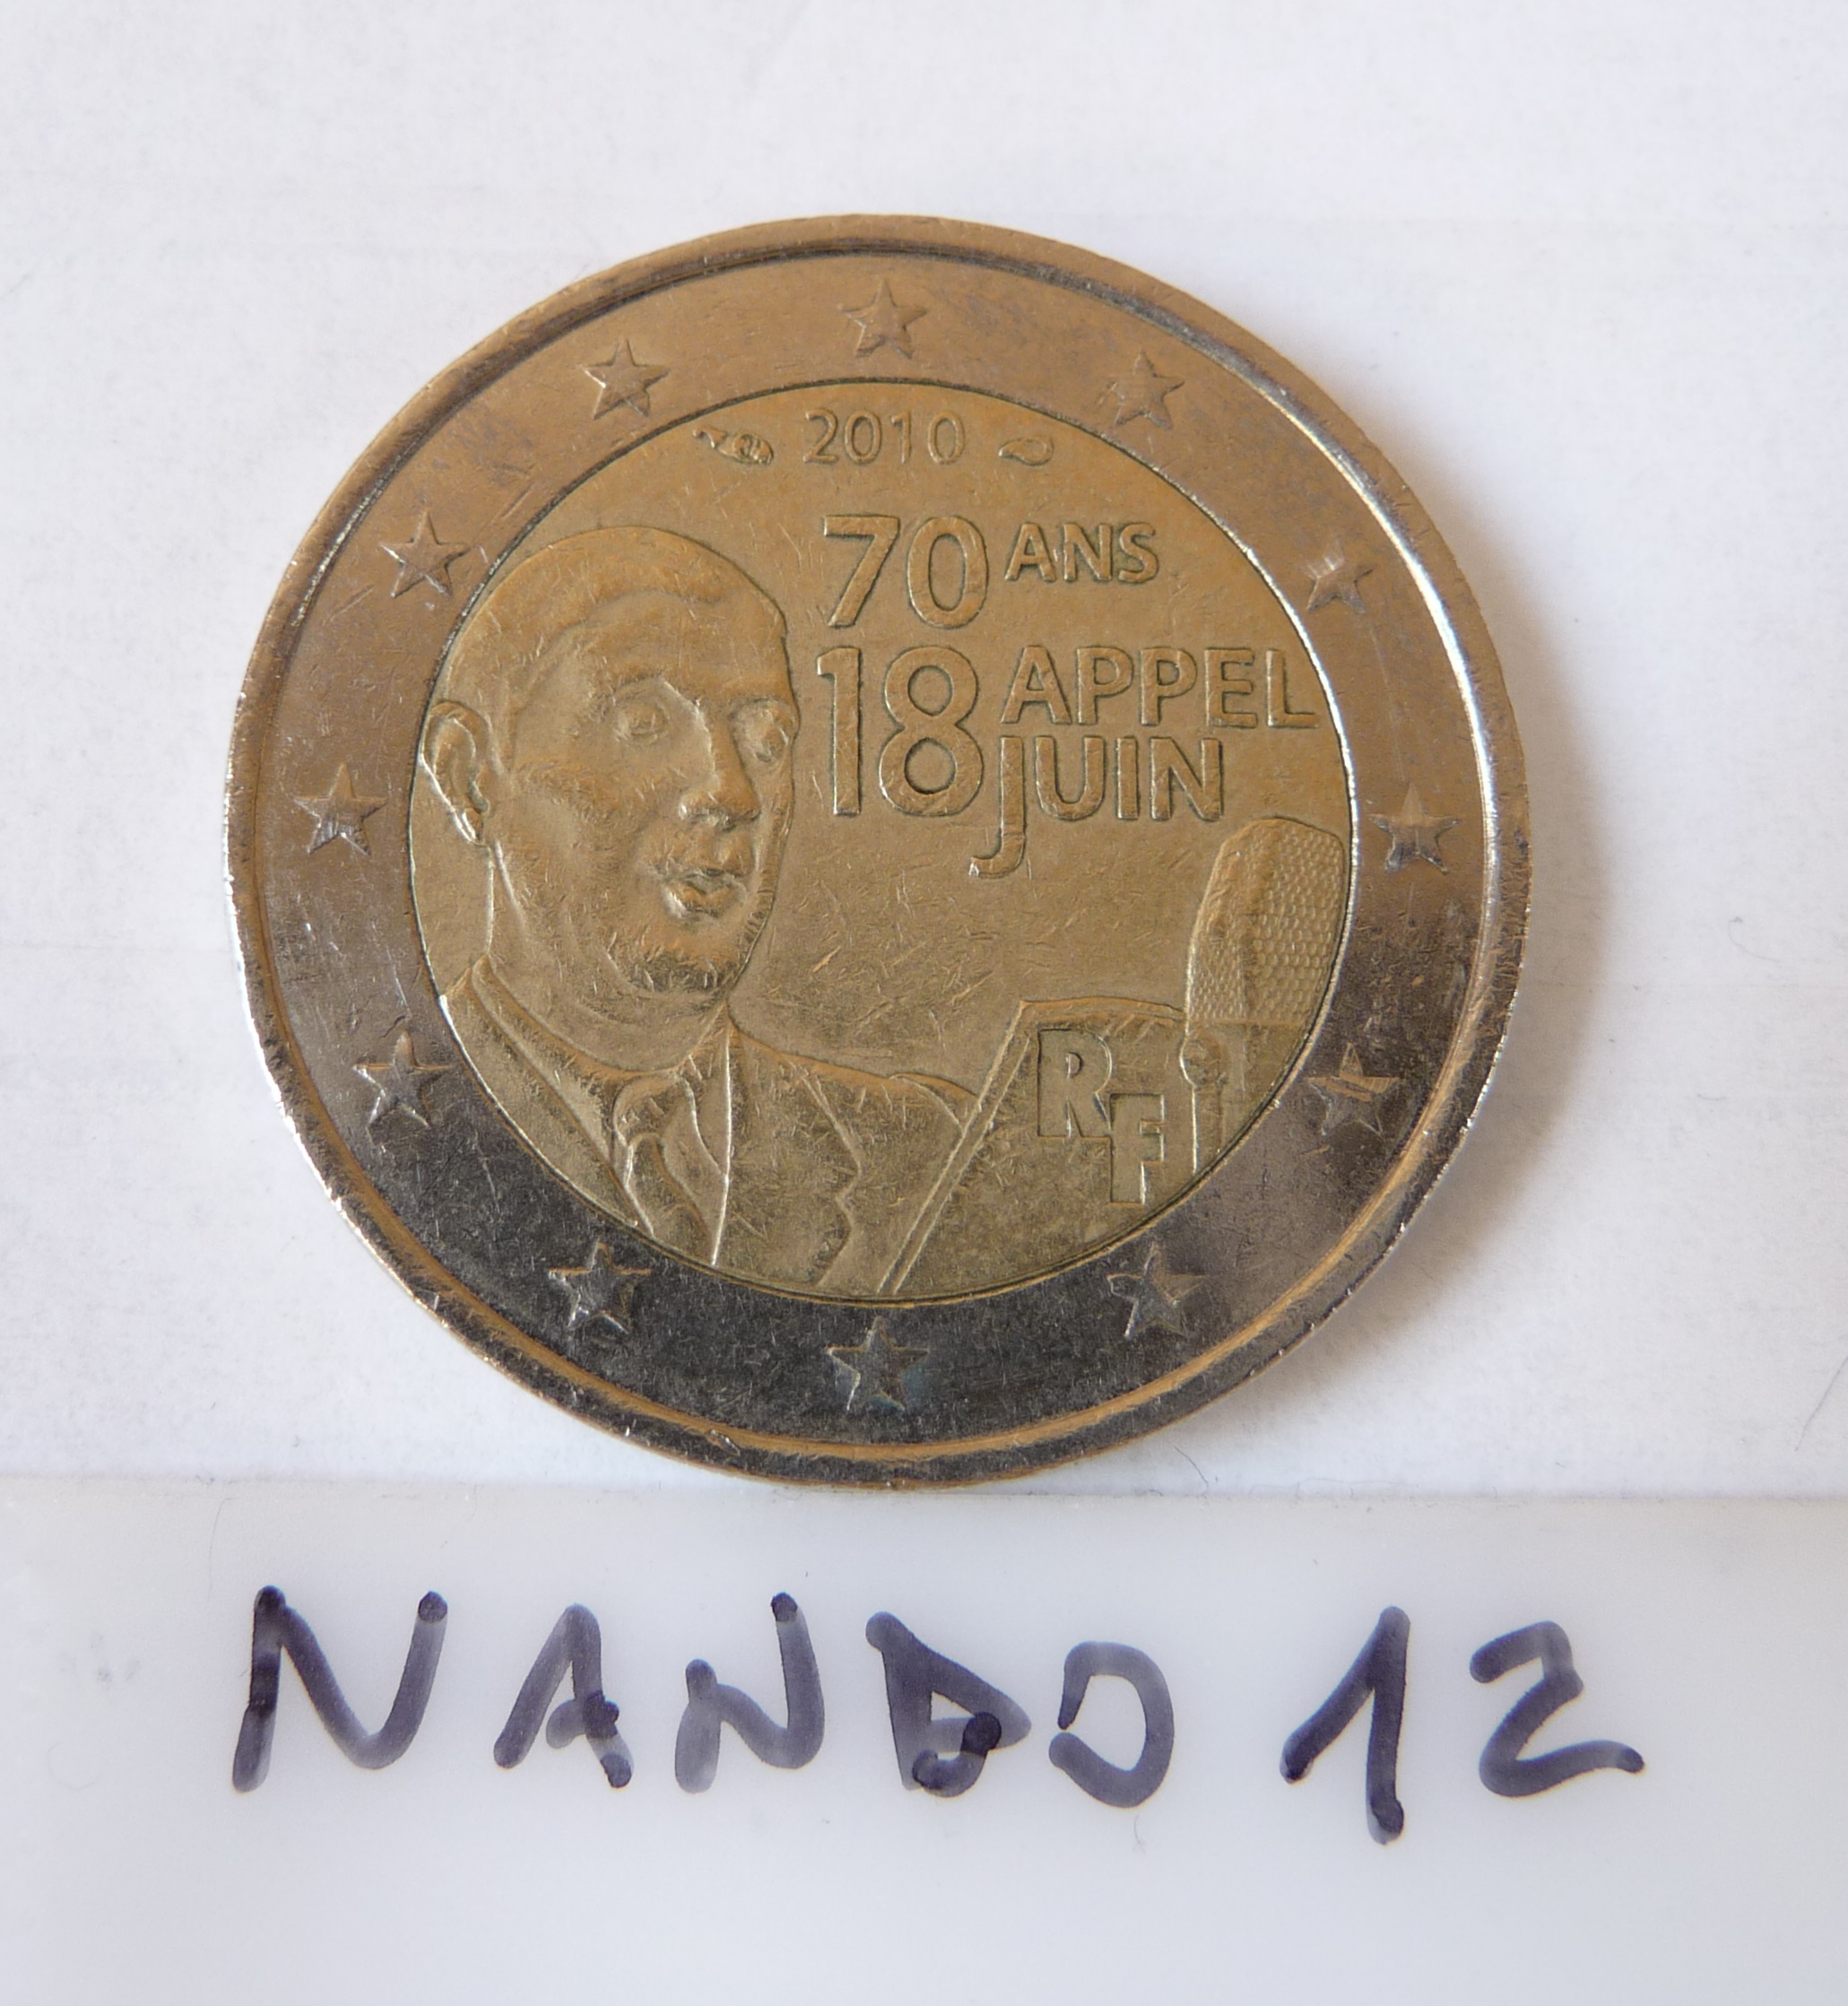 2010
70 ANS
18 APPEL
JUIN
RF
NANDO 12